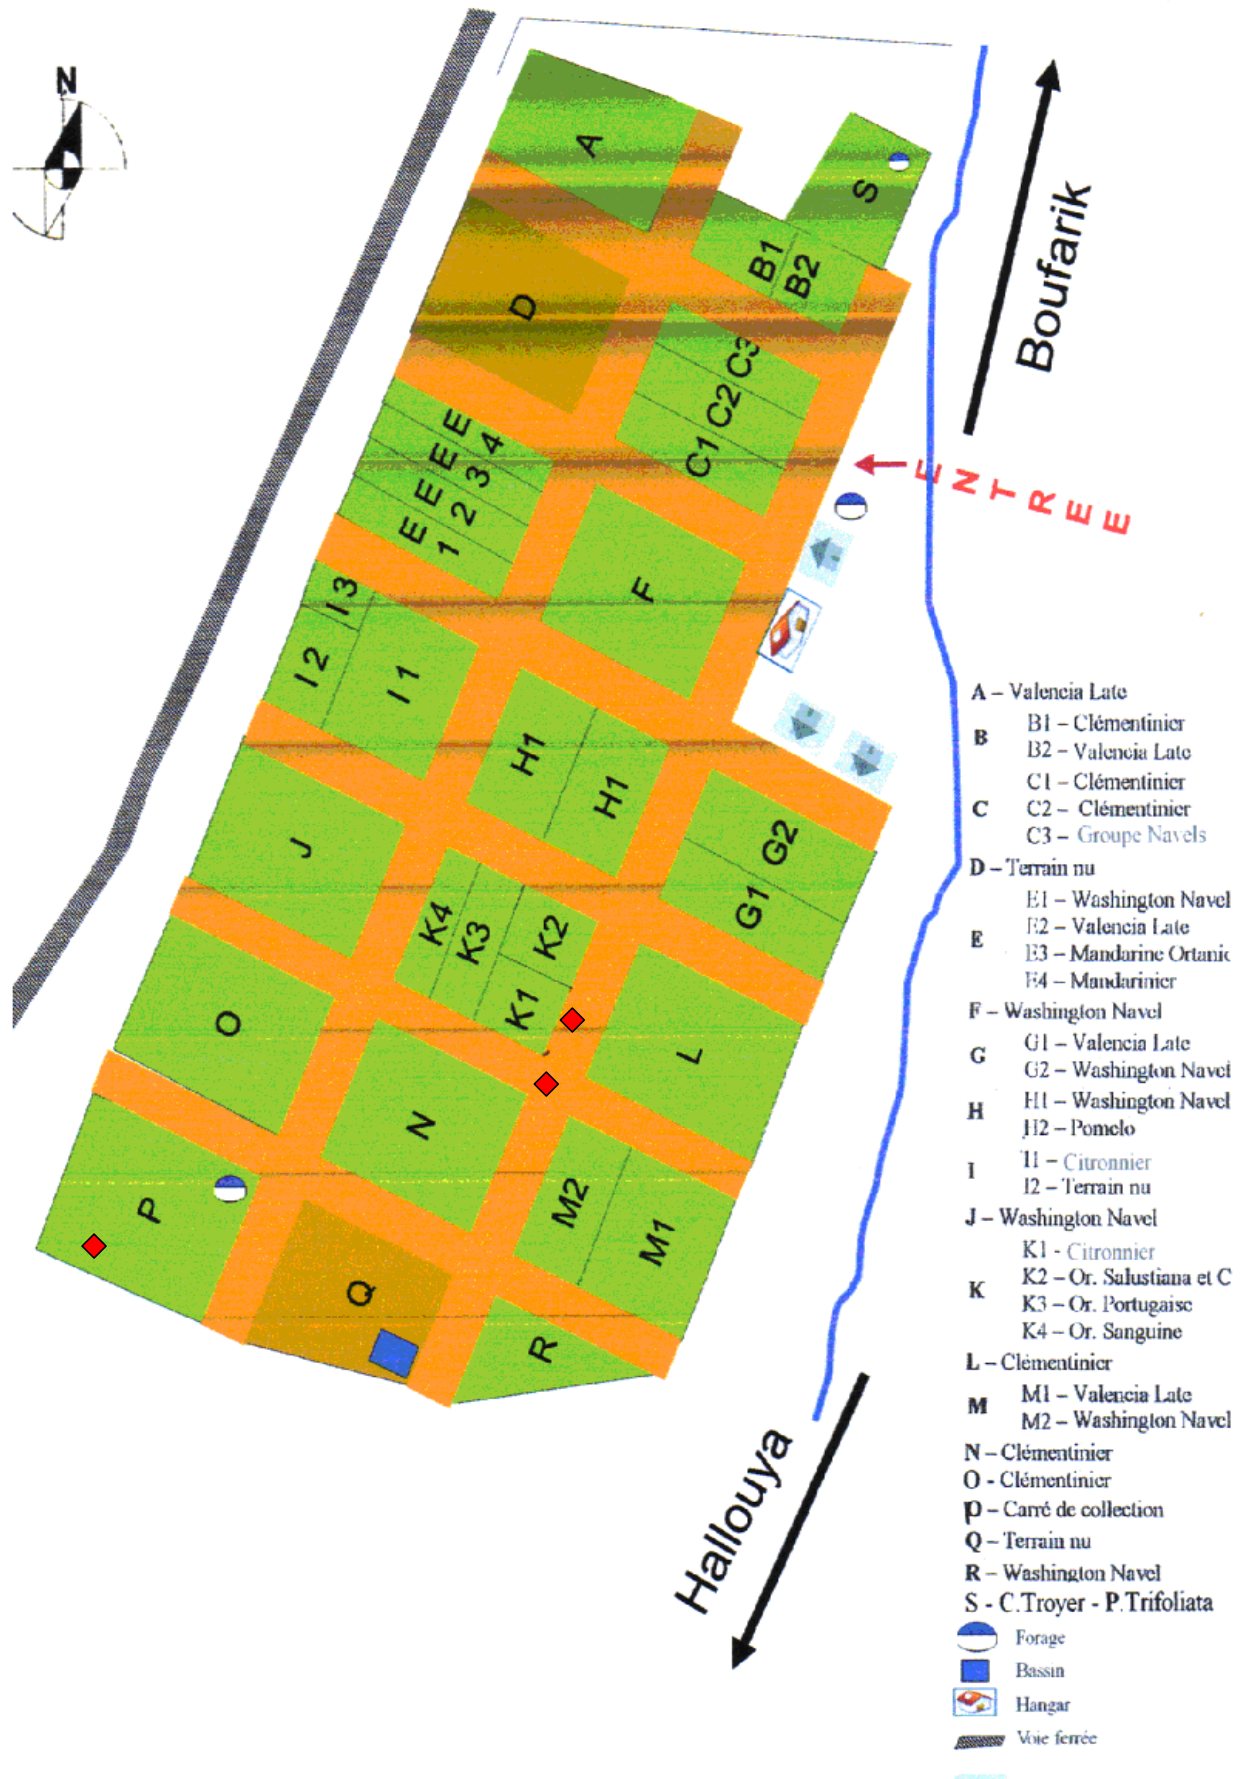 N
A
S
B1
B2
D
Boufarik
C3
C2
C1
E
E 4
E 3
E 2
1
ENTREE
F
I 3
I 2
I 1
H1
H1
J
G2
G1
K4
K3
K2
K1
O
L
N
P
M2
M1
Q
R
Hallouya
A – Valencia Late
B
B1 – Clémentinier
B2 – Valencia Late
C
C1 – Clémentinier
C2 – Clémentinier
C3 – Groupe Navels
D – Terrain nu
E
E1 – Washington Navel
E2 – Valencia Late
E3 – Mandarine Ortanic
E4 – Mandarinier
F – Washington Navel
G
G1 – Valencia Late
G2 – Washington Navel
H
H1 – Washington Navel
H2 – Pomelo
I
I1 – Citronnier
I2 – Terrain nu
J – Washington Navel
K
K1 - Citronnier
K2 – Or. Salustiana et C
K3 – Or. Portugaise
K4 – Or. Sanguine
L – Clémentinier
M
M1 – Valencia Late
M2 – Washington Navel
N – Clémentinier
O - Clémentinier
P – Carré de collection
Q – Terrain nu
R – Washington Navel
S - C.Troyer - P.Trifoliata
Forage
Bassin
Hangar
Voie ferrée